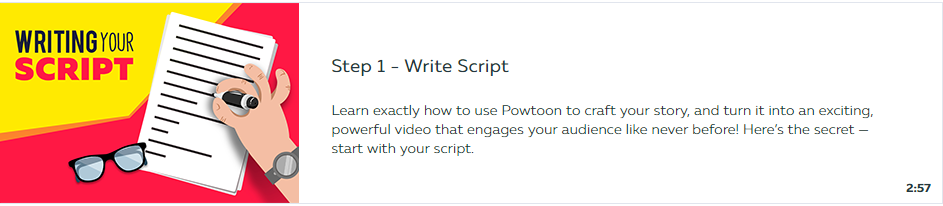 WRITING YOUR
SCRIPT
Step 1 - Write Script
Learn exactly how to use Powtoon to craft your story, and turn it into an exciting,
powerful video that engages your audience like never before! Here's the secret –
start with your script.
2:57